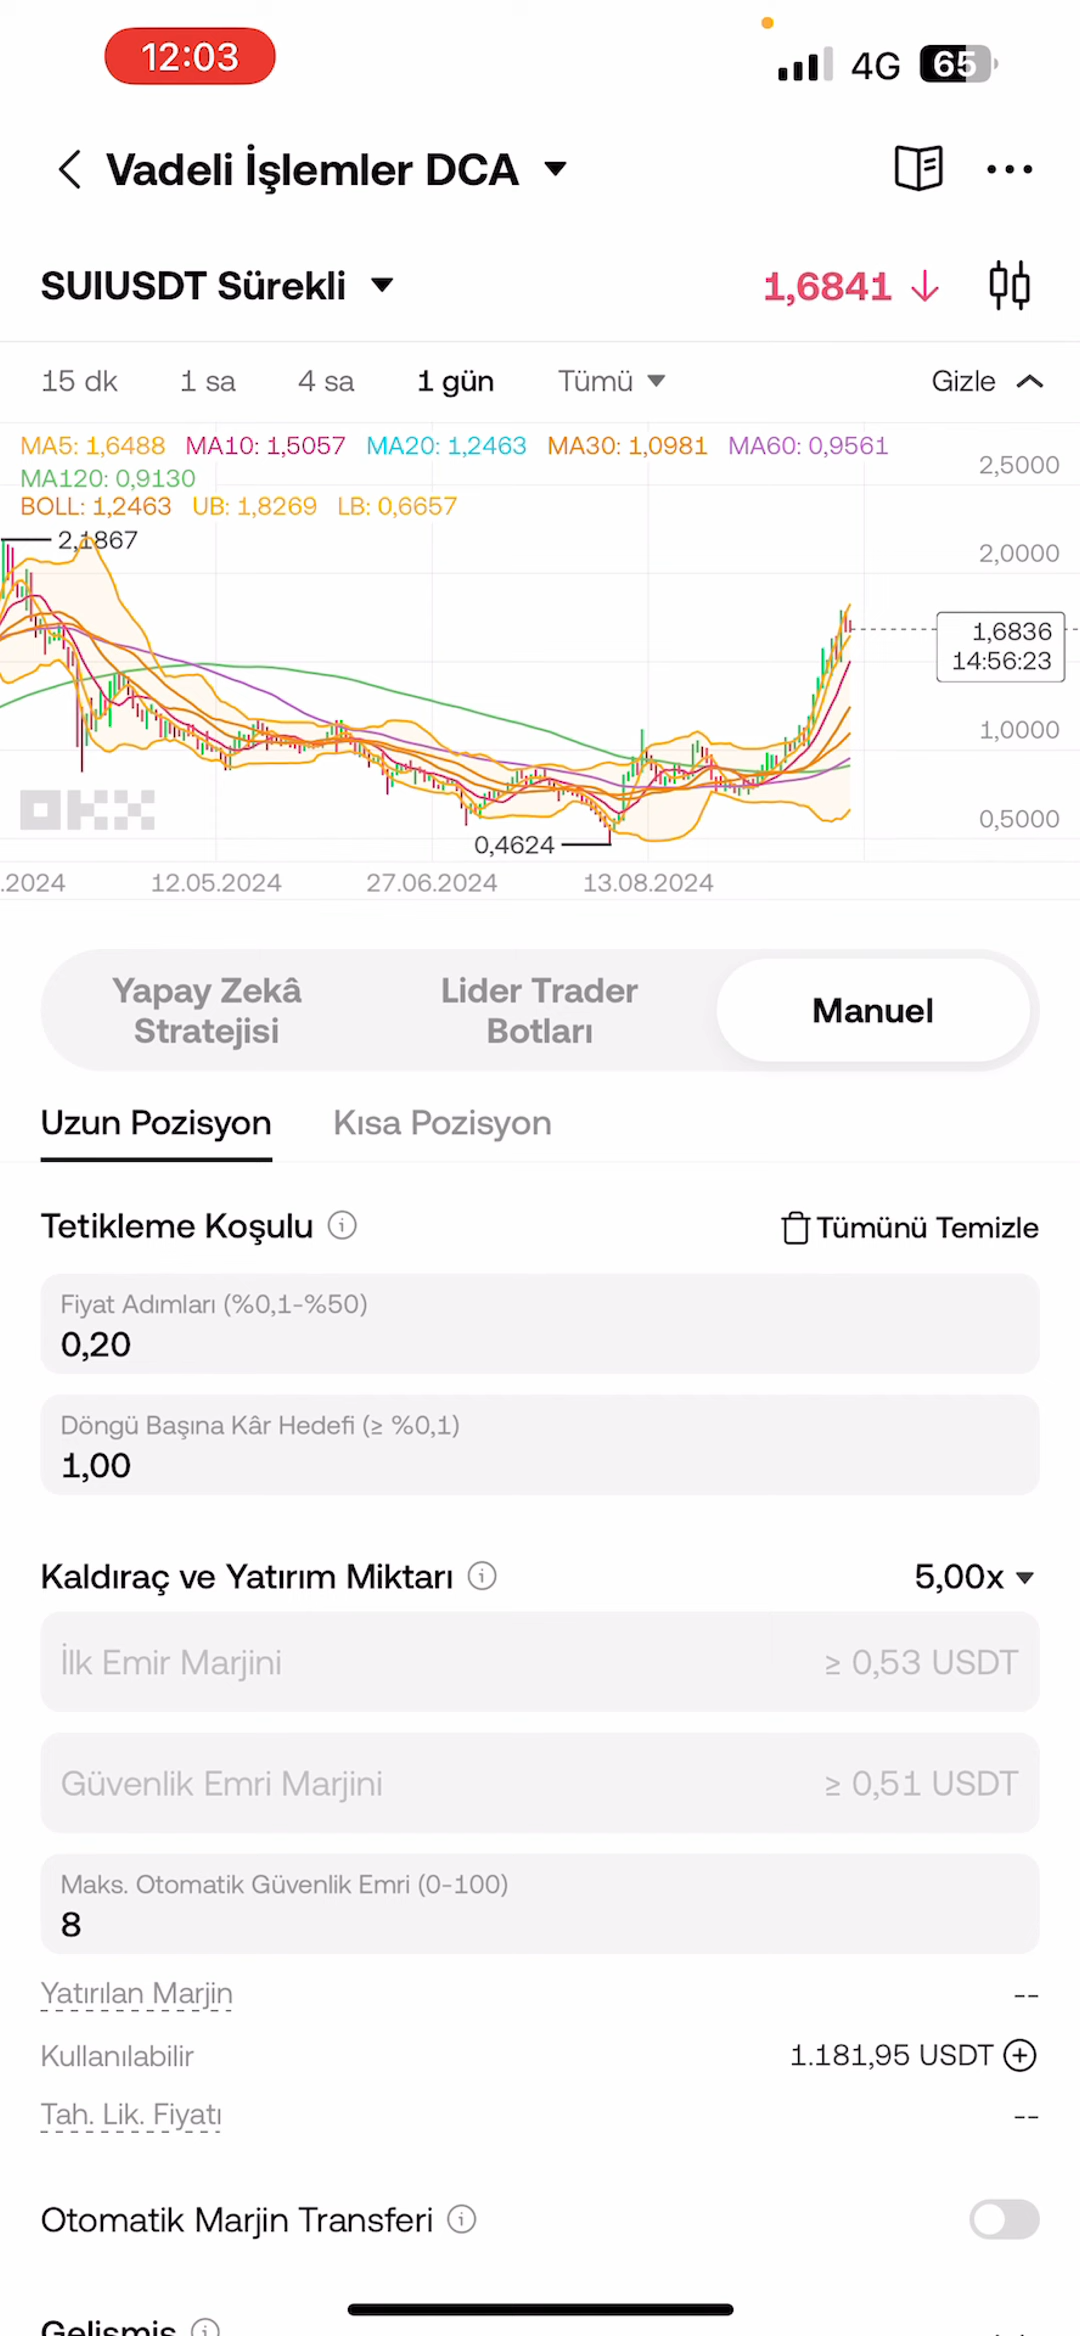 12:03
4G 65
Vadeli İşlemler DCA
SUIUSDT Sürekli 1,6841
15 dk 1 sa 4 sa 1 gün Tümü Gizle
MA5: 1,6488 MA10: 1,5057 MA20: 1,2463 MA30: 1,0981 MA60: 0,9561
MA120: 0,9130
BOLL: 1,2463 UB: 1,8269 LB: 0,6657
2,5000
2,1867
2,0000
1,6836
14:56:23
1,0000
OKX
0,5000
0,4624
.2024 12.05.2024 27.06.2024 13.08.2024
Yapay Zekâ
Stratejisi
Lider Trader
Botları
Manuel
Uzun Pozisyon Kısa Pozisyon
Tetikleme Koşulu Tümünü Temizle
Fiyat Adımları (%0,1-%50)
0,20
Döngü Başına Kâr Hedefi (≥ %0,1)
1,00
Kaldıraç ve Yatırım Miktarı 5,00x
İlk Emir Marjini ≥ 0,53 USDT
Güvenlik Emri Marjini ≥ 0,51 USDT
Maks. Otomatik Güvenlik Emri (0-100)
8
Yatırılan Marjin --
Kullanılabilir 1.181,95 USDT
Tah. Lik. Fiyatı --
Otomatik Marjin Transferi
Gelişmiş